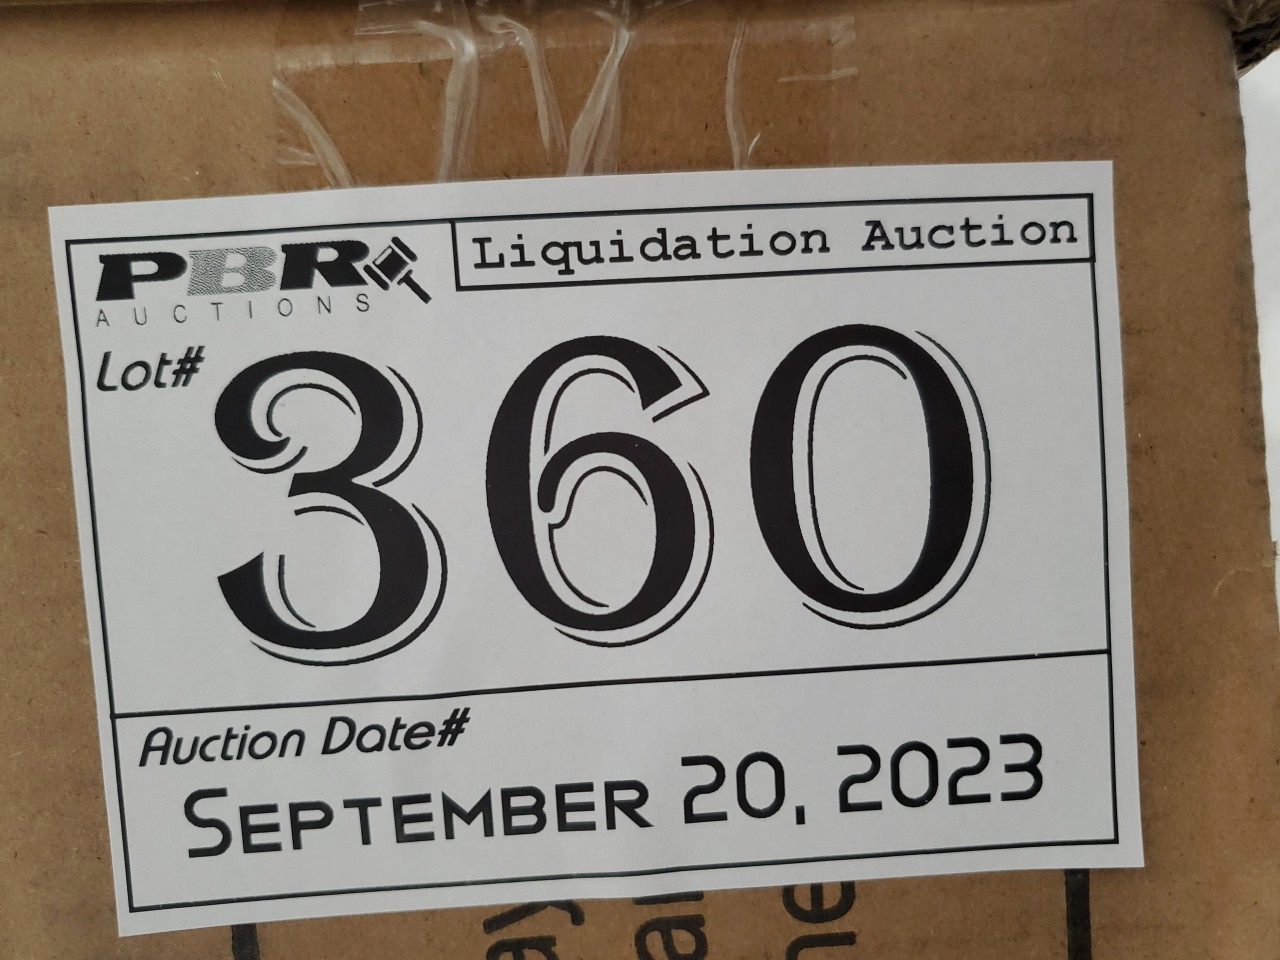 PBR
AUCTIONS
Liquidation Auction
Lot#
360
Auction Date#
SEPTEMBER 20, 2023